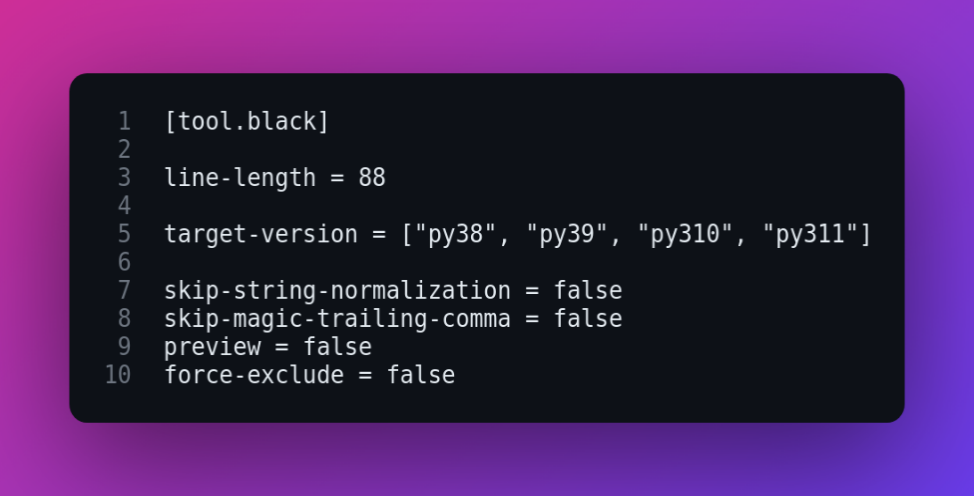 1 [tool.black]
2
3 line-length = 88
4
5 target-version = ["py38", "py39", "py310", "py311"]
6
7 skip-string-normalization = false
8 skip-magic-trailing-comma = false
9 preview = false
10 force-exclude = false